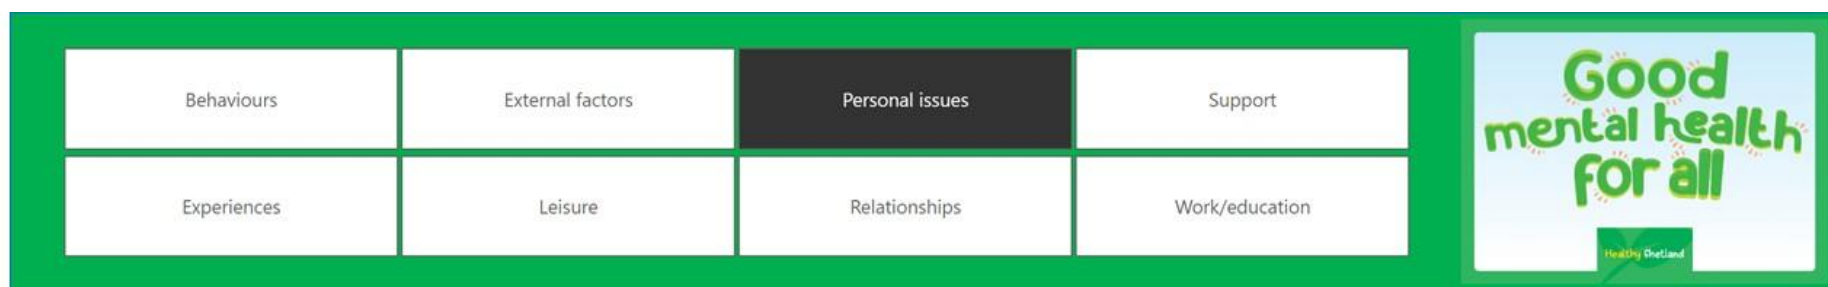 Behaviours
External factors
Personal issues
Support
Experiences
Leisure
Relationships
Work/education
Good
mental health
for all
Healthy Shetland